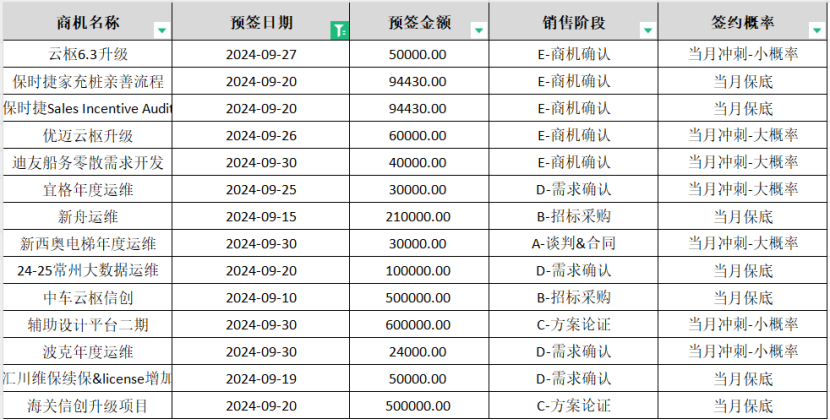 商机名称 预签日期 预签金额 销售阶段 签约概率
云枢6.3升级 2024-09-27 50000.00 E-商机确认 当月冲刺-小概率
保时捷家充桩亲善流程 2024-09-20 94430.00 E-商机确认 当月保底
保时捷Sales Incentive Audit 2024-09-20 94430.00 E-商机确认 当月保底
优迈云枢升级 2024-09-26 60000.00 E-商机确认 当月冲刺-大概率
迪友船务零散需求开发 2024-09-30 40000.00 E-商机确认 当月冲刺-大概率
宜格年度运维 2024-09-25 30000.00 D-需求确认 当月冲刺-大概率
新舟运维 2024-09-15 210000.00 B-招标采购 当月保底
新西奥电梯年度运维 2024-09-30 30000.00 A-谈判&合同 当月冲刺-大概率
24-25常州大数据运维 2024-09-20 100000.00 D-需求确认 当月保底
中车云枢信创 2024-09-10 500000.00 B-招标采购 当月保底
辅助设计平台二期 2024-09-30 600000.00 C-方案论证 当月冲刺-小概率
波克年度运维 2024-09-30 24000.00 D-需求确认 当月冲刺-小概率
汇川维保续保&license增加 2024-09-19 50000.00 D-需求确认 当月保底
海关信创升级项目 2024-09-20 500000.00 C-方案论证 当月保底